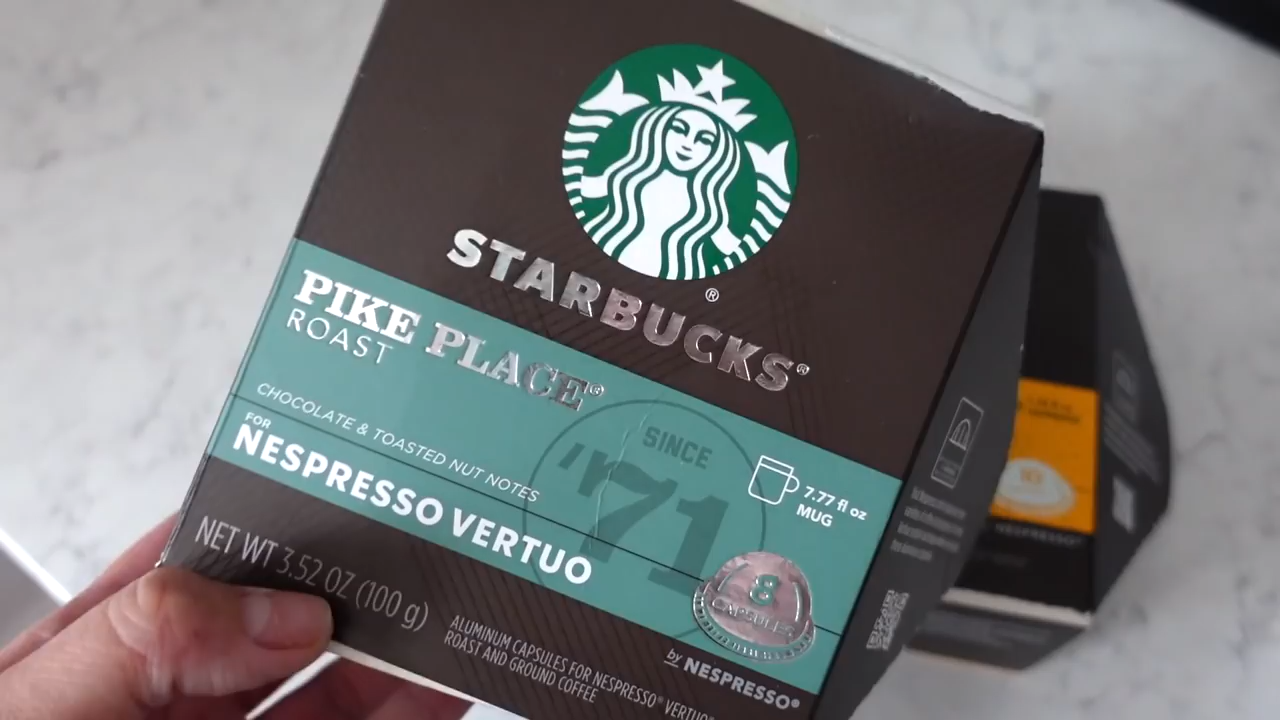 STARBUCKS®
PIKE PLACE®
ROAST
CHOCOLATE & TOASTED NUT NOTES
FOR
NESPRESSO VERTUO
SINCE
'71
7.77 fl oz
MUG
8
CAPSULES
by NESPRESSO®
NET WT 3.52 OZ (100 g)
ALUMINUM CAPSULES FOR NESPRESSO® VERTUO®
ROAST AND GROUND COFFEE
NESPRESSO®